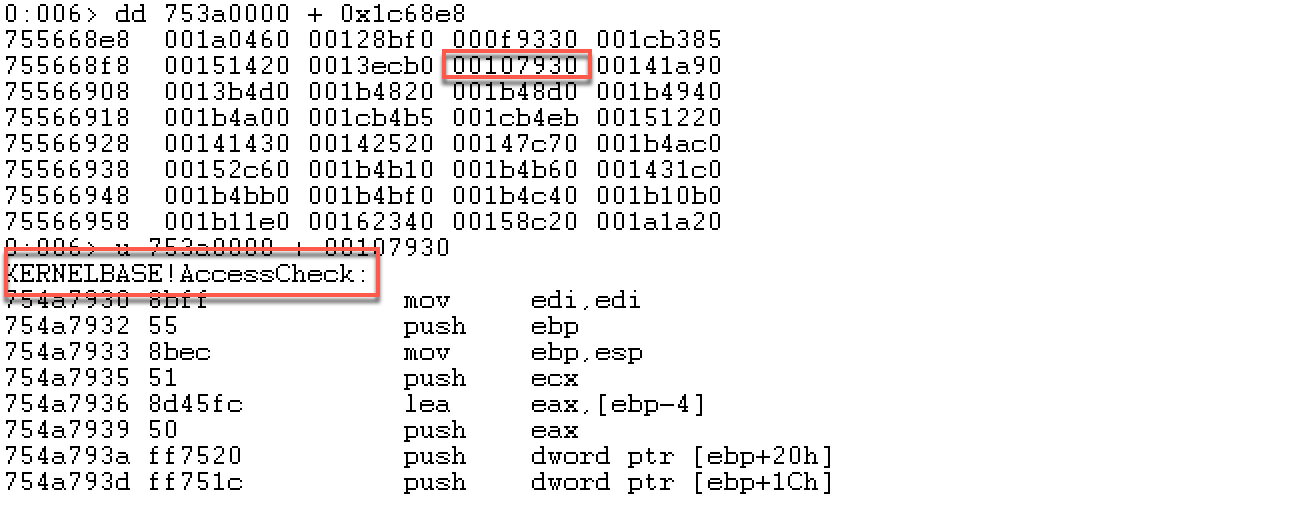 0:006> dd 753a0000 + 0x1c68e8
755668e8  001a0460 00128bf0 000f9330 001cb385
755668f8  00151420 0013ecb0 00107930 00141a90
75566908  0013b4d0 001b4820 001b48d0 001b4940
75566918  001b4a00 001cb4b5 001cb4eb 00151220
75566928  00141430 00142520 00147c70 001b4ac0
75566938  00152c60 001b4b10 001b4b60 001431c0
75566948  001b4bb0 001b4bf0 001b4c40 001b10b0
75566958  001b11e0 00162340 00158c20 001a1a20
0:006> u 753a0000 + 00107930
KERNELBASE!AccessCheck:
754a7930 8bff            mov     edi,edi
754a7932 55              push    ebp
754a7933 8bec            mov     ebp,esp
754a7935 51              push    ecx
754a7936 8d45fc          lea     eax,[ebp-4]
754a7939 50              push    eax
754a793a ff7520          push    dword ptr [ebp+20h]
754a793d ff751c          push    dword ptr [ebp+1Ch]